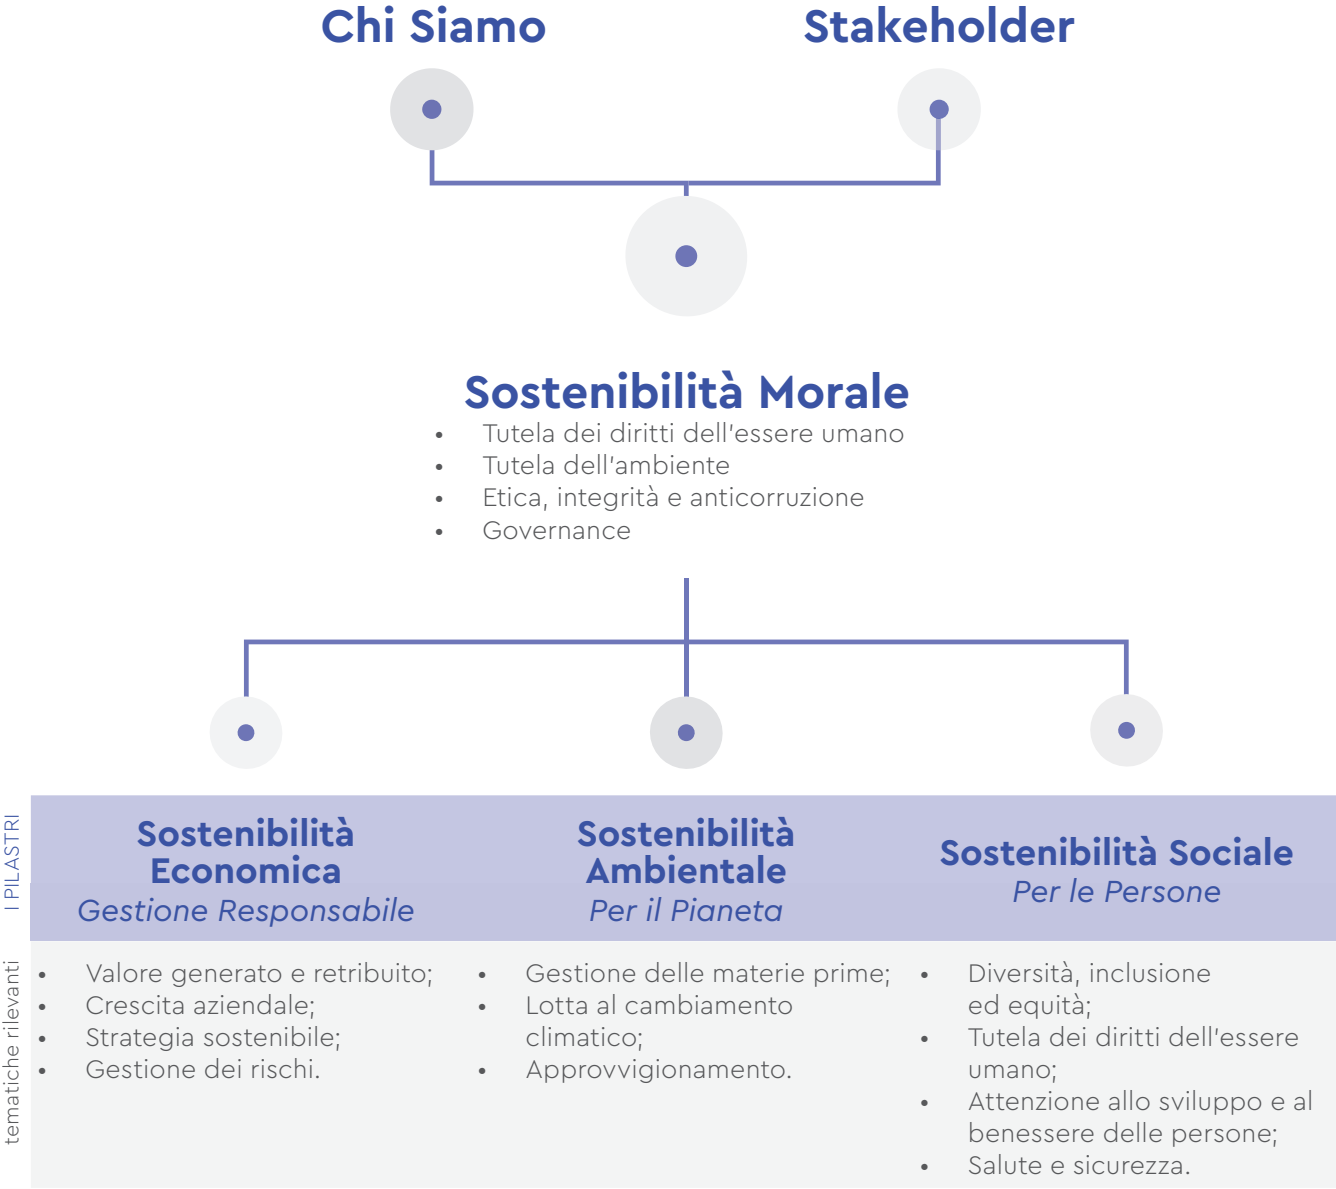 Chi Siamo
Stakeholder
Sostenibilità Morale
• Tutela dei diritti dell'essere umano
• Tutela dell'ambiente
• Etica, integrità e anticorruzione
• Governance
I PILASTRI
Sostenibilità
Economica
Gestione Responsabile
Sostenibilità
Ambientale
Per il Pianeta
Sostenibilità Sociale
Per le Persone
tematiche rilevanti
• Valore generato e retribuito;
• Crescita aziendale;
• Strategia sostenibile;
• Gestione dei rischi.
• Gestione delle materie prime;
• Lotta al cambiamento
climatico;
• Approvvigionamento.
• Diversità, inclusione
ed equità;
• Tutela dei diritti dell'essere
umano;
• Attenzione allo sviluppo e al
benessere delle persone;
• Salute e sicurezza.